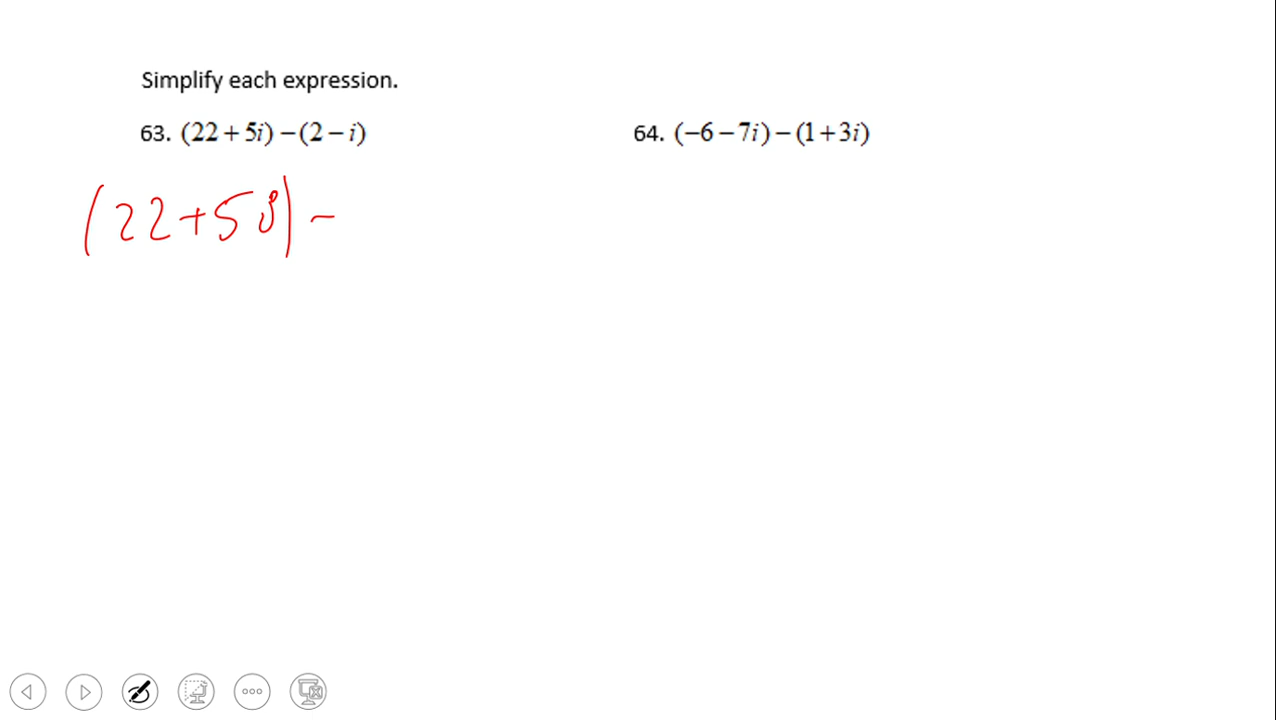 Simplify each expression.
63. (22 + 5i) − (2 − i)
64. (−6 − 7i) − (1 + 3i)
(22+5i) −